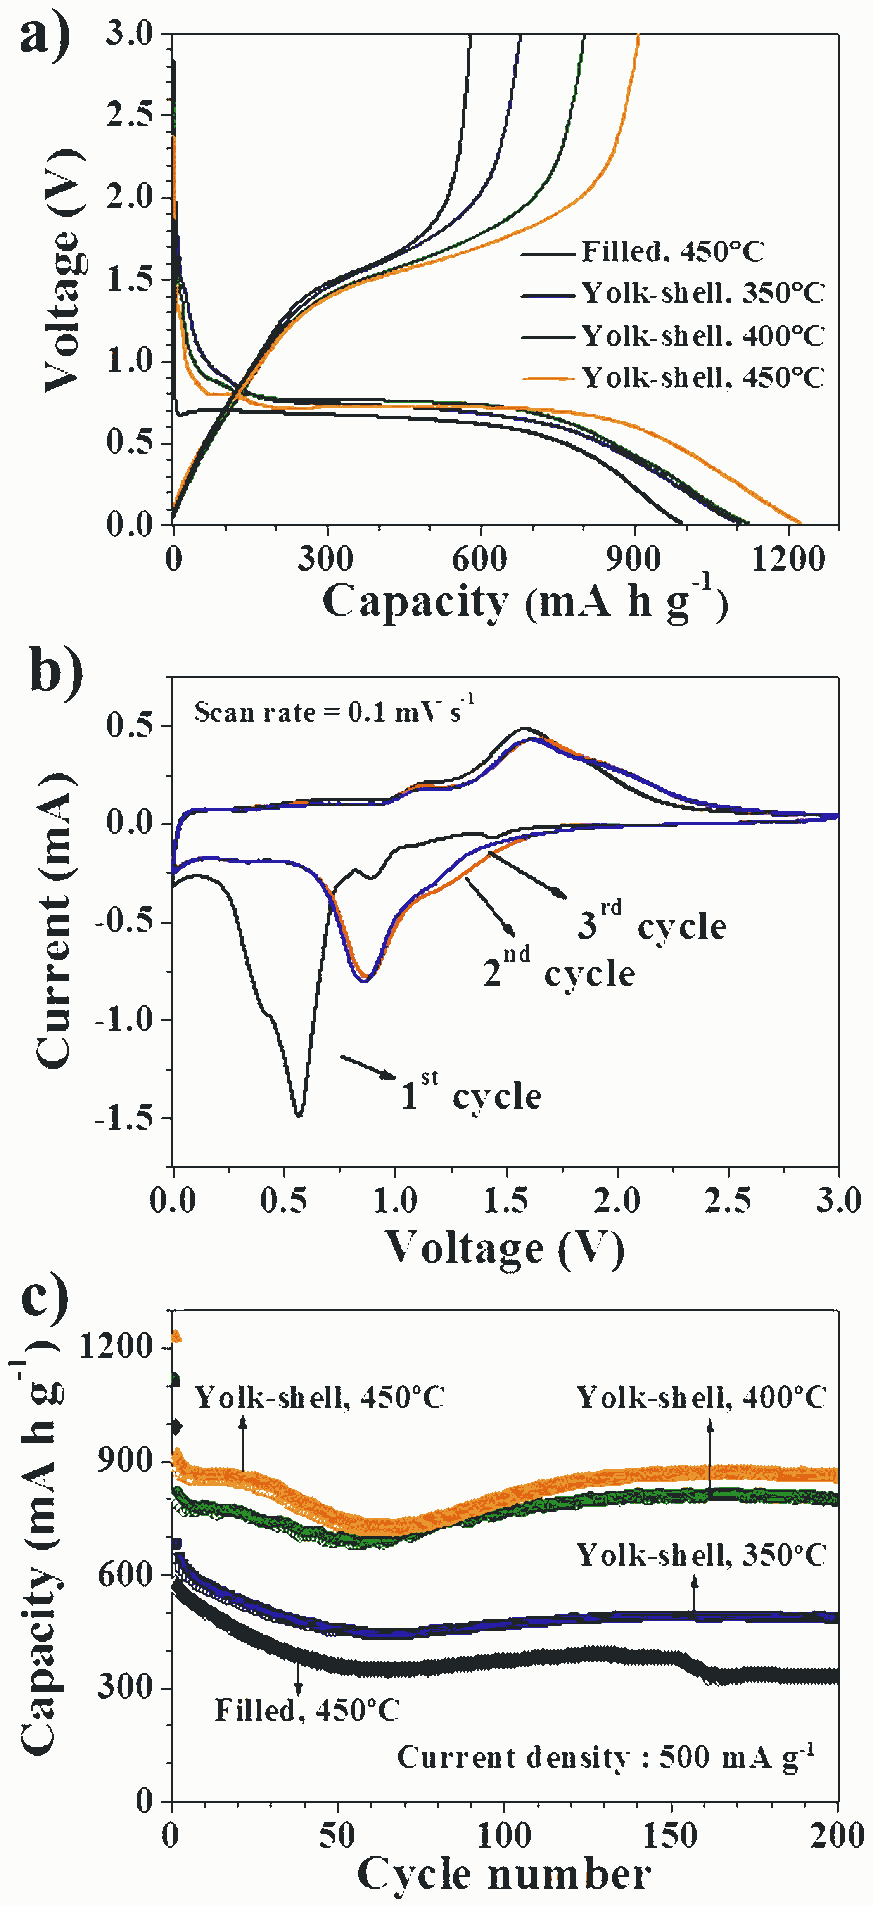 a)
3.0
2.5
2.0
1.5
1.0
0.5
0.0
Voltage (V)
Filled, 450°C
Yolk-shell, 350°C
Yolk-shell, 400°C
Yolk-shell, 450°C
0 300 600 900 1200
Capacity (mA h g-1)
b)
Scan rate = 0.1 mV s-1
0.5
0.0
-0.5
-1.0
-1.5
Current (mA)
3rd cycle
2nd cycle
1st cycle
0.0 0.5 1.0 1.5 2.0 2.5 3.0
Voltage (V)
c)
1200
900
600
300
0
Capacity (mA h g-1)
Yolk-shell, 450°C
Yolk-shell, 400°C
Yolk-shell, 350°C
Filled, 450°C
Current density : 500 mA g-1
0 50 100 150 200
Cycle number